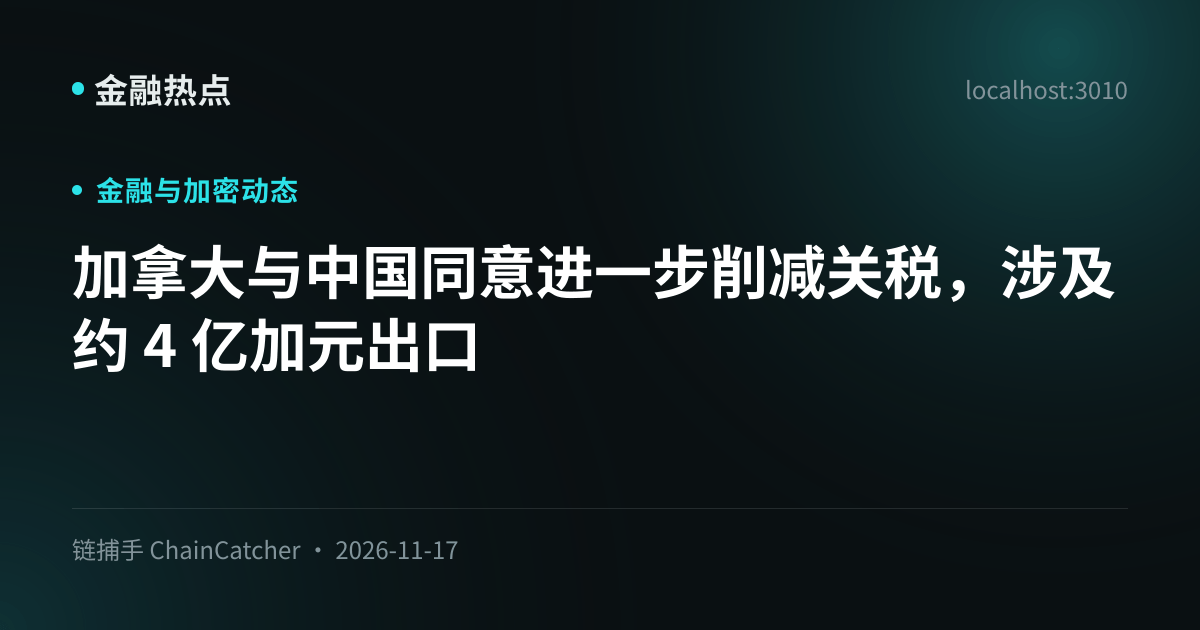 金融热点
localhost:3010
金融与加密动态
加拿大与中国同意进一步削减关税，涉及
约 4 亿加元出口
链捕手 ChainCatcher · 2026-11-17